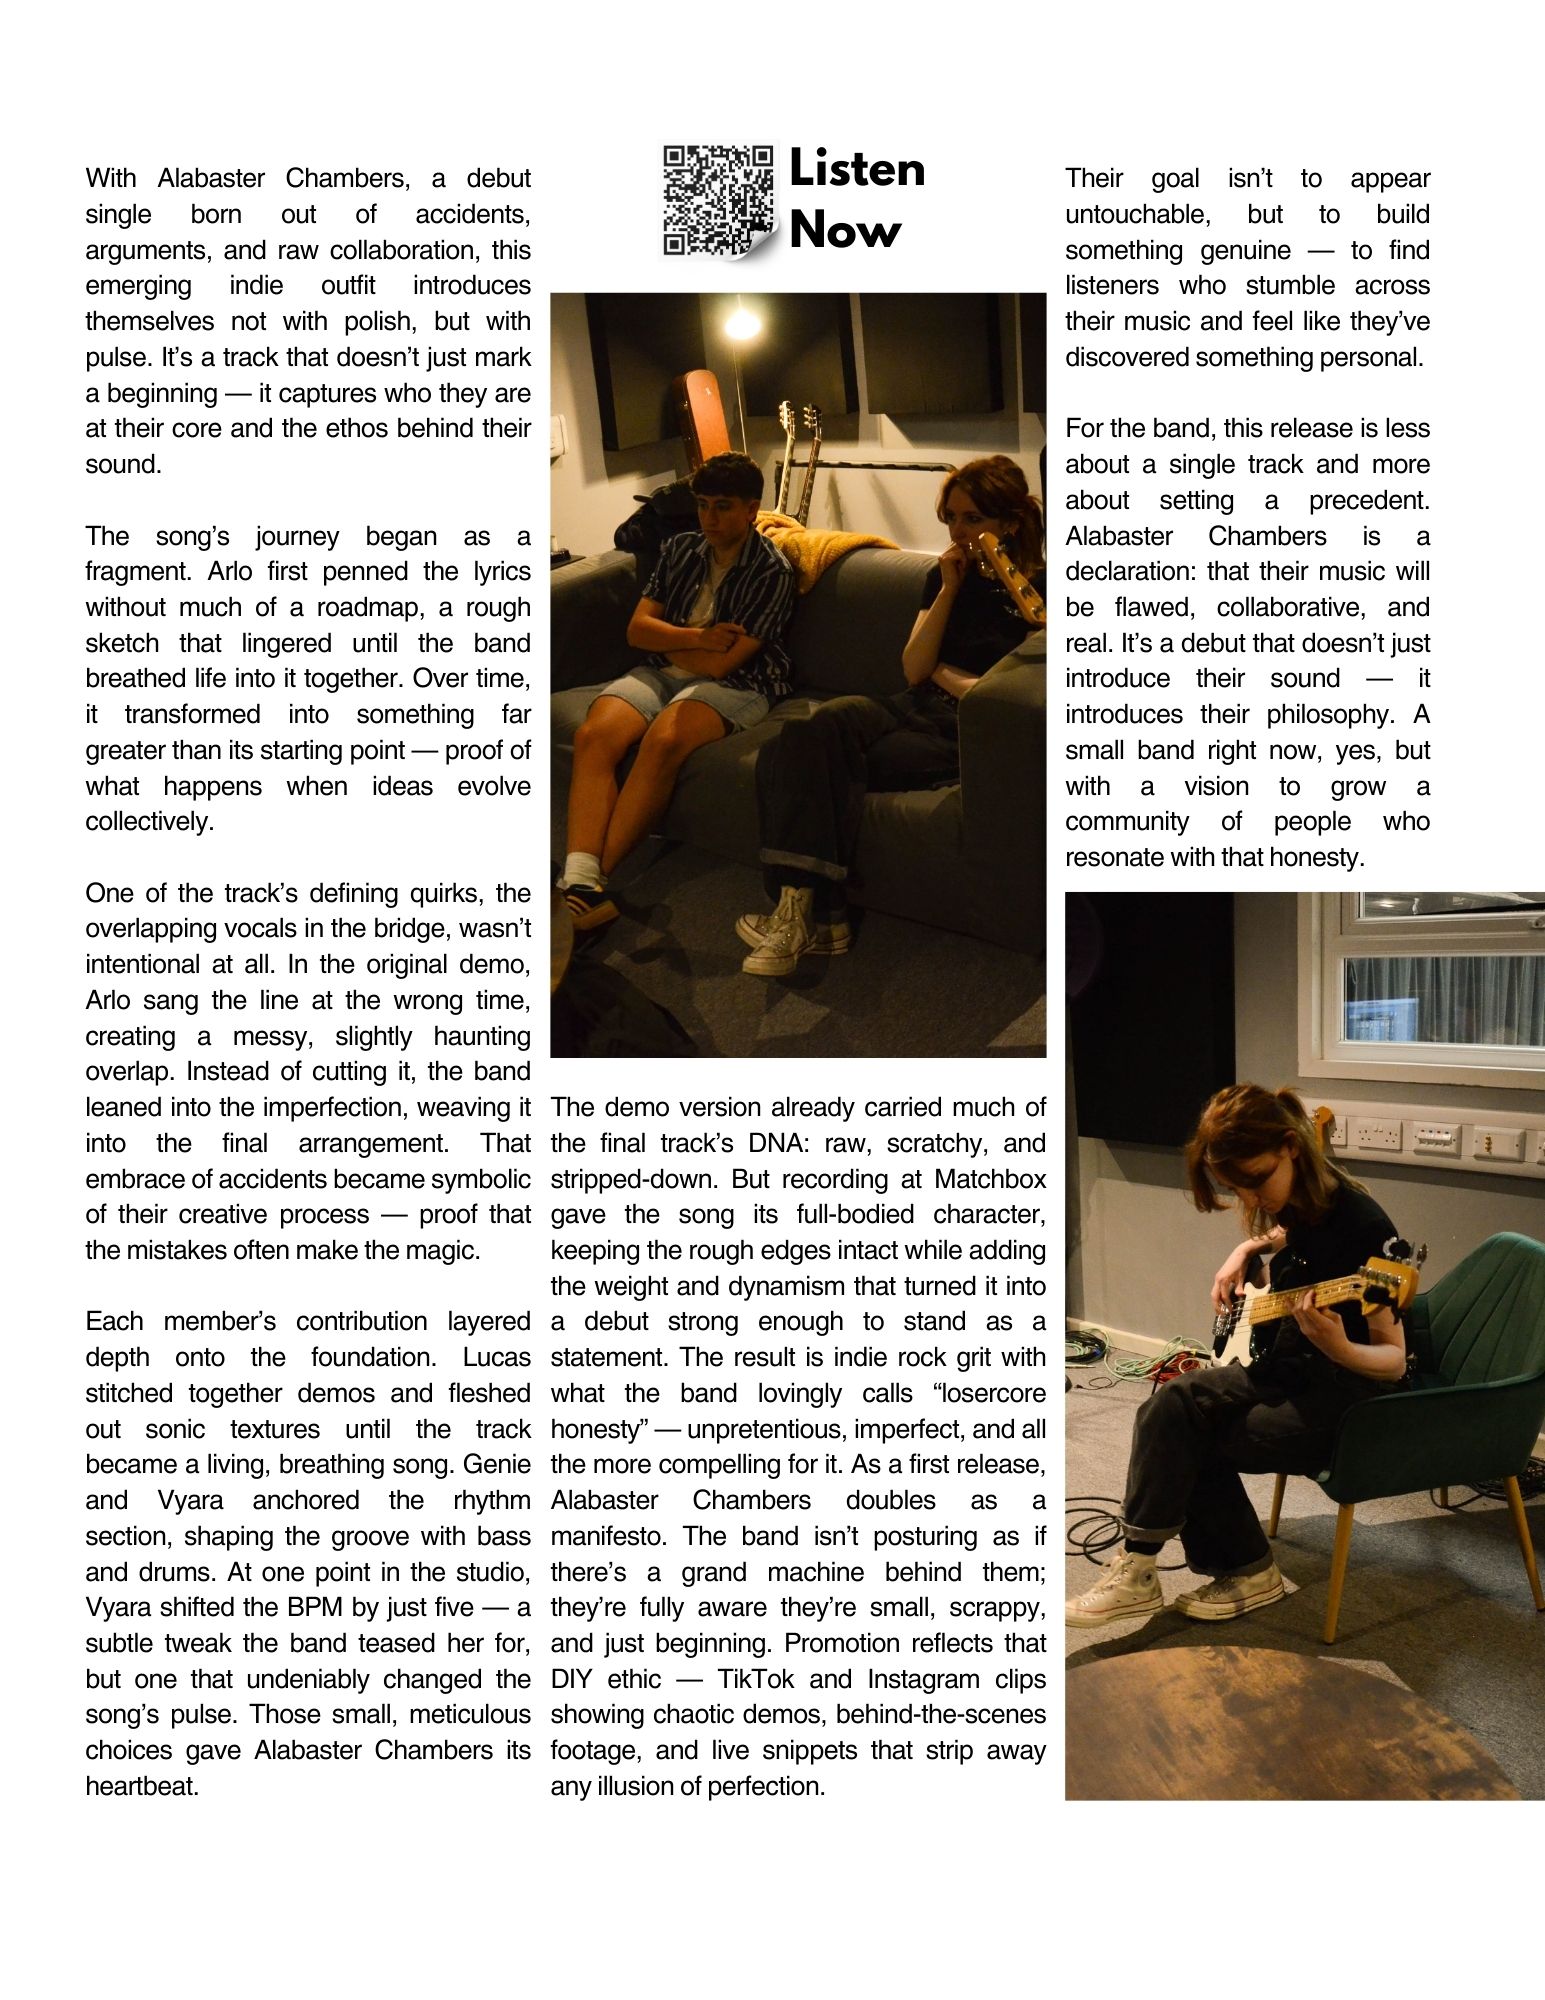 With Alabaster Chambers, a debut
single born out of accidents,
arguments, and raw collaboration, this
emerging indie outfit introduces
themselves not with polish, but with
pulse. It’s a track that doesn’t just mark
a beginning — it captures who they are
at their core and the ethos behind their
sound.
The song’s journey began as a
fragment. Arlo first penned the lyrics
without much of a roadmap, a rough
sketch that lingered until the band
breathed life into it together. Over time,
it transformed into something far
greater than its starting point — proof of
what happens when ideas evolve
collectively.
One of the track’s defining quirks, the
overlapping vocals in the bridge, wasn’t
intentional at all. In the original demo,
Arlo sang the line at the wrong time,
creating a messy, slightly haunting
overlap. Instead of cutting it, the band
leaned into the imperfection, weaving it
into the final arrangement. That
embrace of accidents became symbolic
of their creative process — proof that
the mistakes often make the magic.
Each member’s contribution layered
depth onto the foundation. Lucas
stitched together demos and fleshed
out sonic textures until the track
became a living, breathing song. Genie
and Vyara anchored the rhythm
section, shaping the groove with bass
and drums. At one point in the studio,
Vyara shifted the BPM by just five — a
subtle tweak the band teased her for,
but one that undeniably changed the
song’s pulse. Those small, meticulous
choices gave Alabaster Chambers its
heartbeat.
Listen
Now
The demo version already carried much of
the final track’s DNA: raw, scratchy, and
stripped-down. But recording at Matchbox
gave the song its full-bodied character,
keeping the rough edges intact while adding
the weight and dynamism that turned it into
a debut strong enough to stand as a
statement. The result is indie rock grit with
what the band lovingly calls “losercore
honesty” — unpretentious, imperfect, and all
the more compelling for it. As a first release,
Alabaster Chambers doubles as a
manifesto. The band isn’t posturing as if
there’s a grand machine behind them;
they’re fully aware they’re small, scrappy,
and just beginning. Promotion reflects that
DIY ethic — TikTok and Instagram clips
showing chaotic demos, behind-the-scenes
footage, and live snippets that strip away
any illusion of perfection.
Their goal isn’t to appear
untouchable, but to build
something genuine — to find
listeners who stumble across
their music and feel like they’ve
discovered something personal.
For the band, this release is less
about a single track and more
about setting a precedent.
Alabaster Chambers is a
declaration: that their music will
be flawed, collaborative, and
real. It’s a debut that doesn’t just
introduce their sound — it
introduces their philosophy. A
small band right now, yes, but
with a vision to grow a
community of people who
resonate with that honesty.